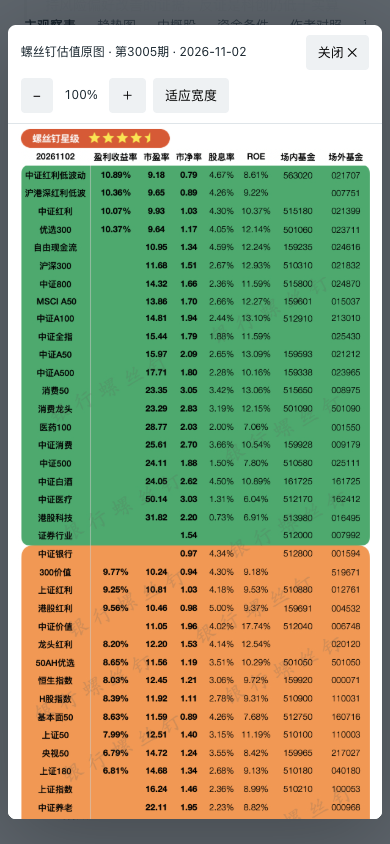 螺丝钉估值原图 · 第3005期 · 2026-11-02
关闭 ✕
− 100% + 适应宽度
螺丝钉星级
20261102 盈利收益率 市盈率 市净率 股息率 ROE 场内基金 场外基金
中证红利低波动 10.89% 9.18 0.79 4.67% 8.61% 563020 021707
沪港深红利低波 10.36% 9.65 0.89 4.26% 9.22% 007751
中证红利 10.07% 9.93 1.03 4.30% 10.37% 515180 021399
优选300 10.37% 9.64 1.17 4.05% 12.14% 501060 023711
自由现金流 10.95 1.34 4.59% 12.24% 159235 024616
沪深300 11.68 1.51 2.67% 12.93% 510310 021832
中证800 14.32 1.66 2.36% 11.59% 515800 024870
MSCI A50 13.86 1.70 2.66% 12.27% 159601 015037
中证A100 14.81 1.94 2.44% 13.10% 512910 213010
中证全指 15.44 1.79 1.88% 11.59% 025430
中证A50 15.97 2.09 2.65% 13.09% 159593 021212
中证A500 17.71 1.80 2.28% 10.16% 159338 023965
消费50 23.35 3.05 3.42% 13.06% 515650 008975
消费龙头 23.29 2.83 3.19% 12.15% 501090 501090
医药100 28.77 2.03 2.00% 7.06% 001550
中证消费 25.61 2.70 3.66% 10.54% 159928 009179
中证500 24.11 1.88 1.50% 7.80% 510580 025111
中证白酒 24.05 2.62 4.50% 10.89% 161725 161725
中证医疗 50.14 3.03 1.31% 6.04% 512170 162412
港股科技 31.82 2.20 0.73% 6.91% 513980 016495
证券行业 1.54 512000 007992
中证银行 0.97 4.34% 512800 001594
300价值 9.77% 10.24 0.94 4.30% 9.18% 519671
上证红利 9.25% 10.81 1.03 4.18% 9.53% 510880 012761
港股红利 9.56% 10.46 0.98 5.00% 9.37% 159691 004532
中证价值 11.05 1.96 4.02% 17.74% 512040 006748
龙头红利 8.20% 12.20 1.53 4.14% 12.54% 020120
50AH优选 8.65% 11.56 1.19 3.51% 10.29% 501050 501050
恒生指数 8.03% 12.45 1.21 3.06% 9.72% 159920 000071
H股指数 8.39% 11.92 1.11 2.78% 9.31% 510900 110031
基本面50 8.63% 11.59 0.89 4.26% 7.68% 512750 160716
上证50 7.99% 12.51 1.40 3.15% 11.19% 510100 110003
央视50 6.79% 14.72 1.24 3.55% 8.42% 159965 217027
上证180 6.81% 14.68 1.34 2.68% 9.13% 510180 040180
上证指数 16.24 1.46 2.36% 8.99% 510210 100053
中证养老 22.11 1.95 2.23% 8.82% 000968